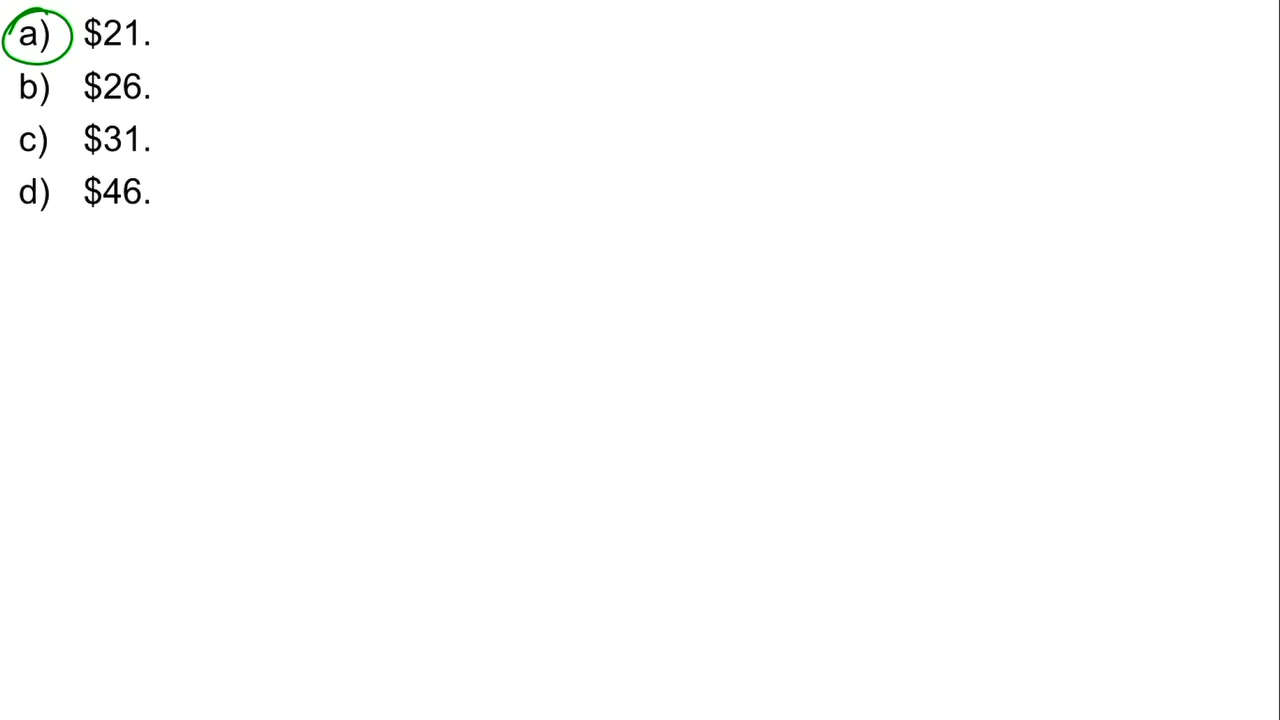 a) $21.
b) $26.
c) $31.
d) $46.